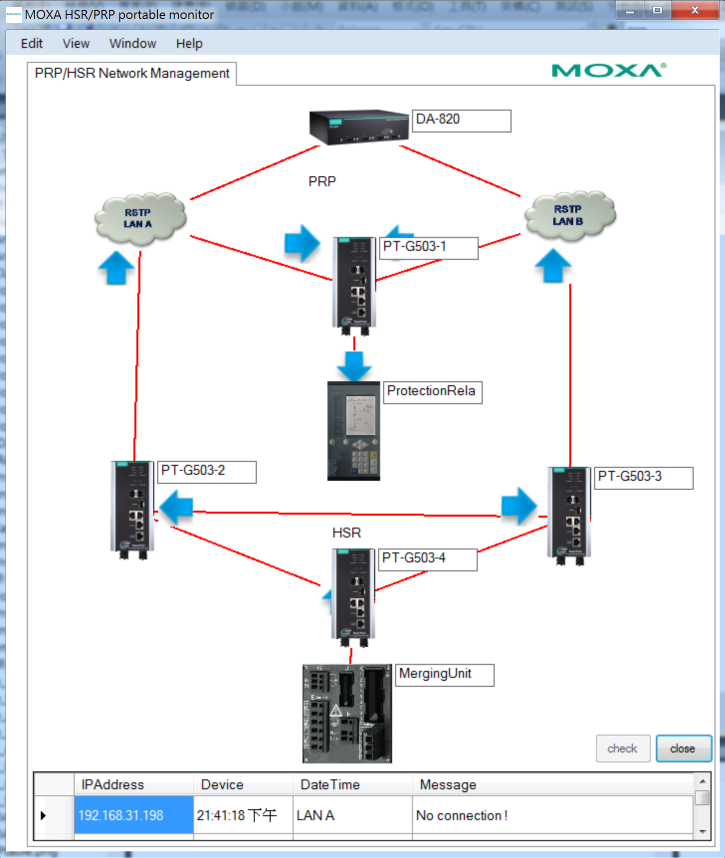 MOXA HSR/PRP portable monitor
Edit View Window Help
PRP/HSR Network Management
MOXA®
DA-820
PRP
RSTP
LAN A
RSTP
LAN B
PT-G503-1
ProtectionRela
PT-G503-2
PT-G503-3
HSR
PT-G503-4
MergingUnit
check close
IPAddress Device DateTime Message
192.168.31.198 21:41:18 下午 LAN A No connection !